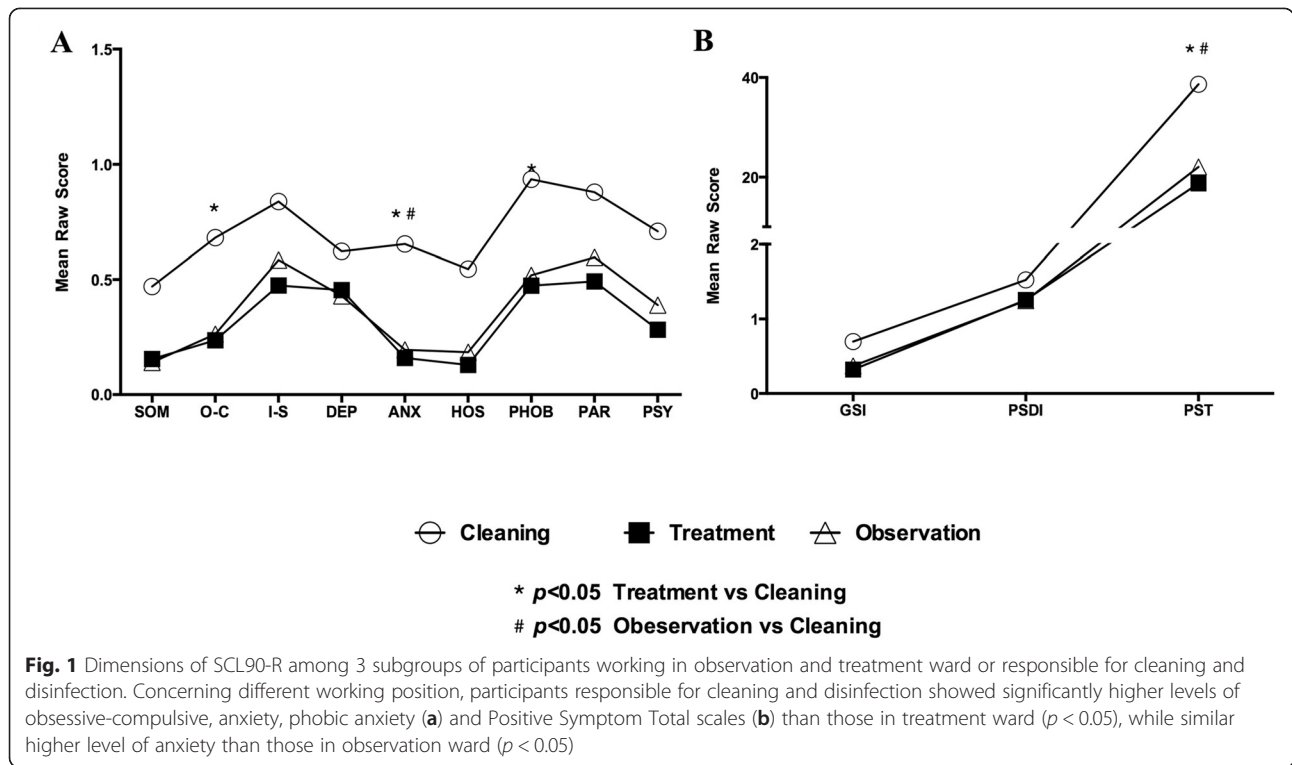 A
B
1.5
1.0
0.5
0.0
Mean Raw Score
*
* #
*
SOM O-C I-S DEP ANX HOS PHOB PAR PSY
* #
40
20
2
1
0
Mean Raw Score
GSI PSDI PST
Cleaning Treatment Observation
* p<0.05 Treatment vs Cleaning
# p<0.05 Obeservation vs Cleaning
Fig. 1 Dimensions of SCL90-R among 3 subgroups of participants working in observation and treatment ward or responsible for cleaning and
disinfection. Concerning different working position, participants responsible for cleaning and disinfection showed significantly higher levels of
obsessive-compulsive, anxiety, phobic anxiety (a) and Positive Symptom Total scales (b) than those in treatment ward (p < 0.05), while similar
higher level of anxiety than those in observation ward (p < 0.05)